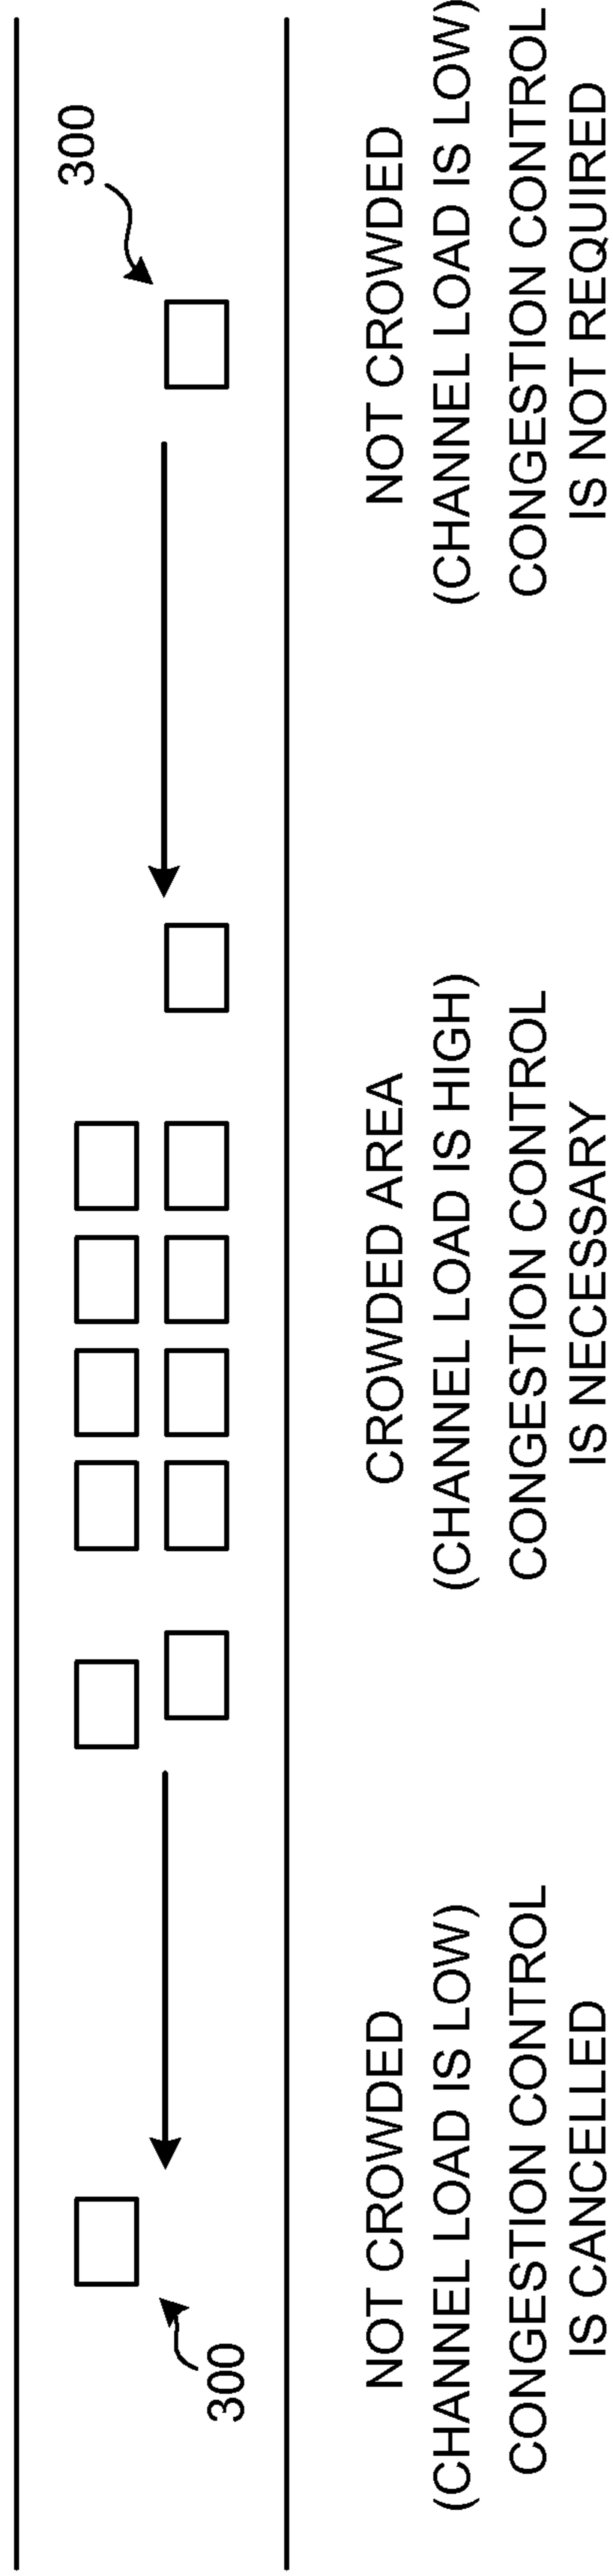 300
300
NOT CROWDED
(CHANNEL LOAD IS LOW)
CONGESTION CONTROL
IS CANCELLED
CROWDED AREA
(CHANNEL LOAD IS HIGH)
CONGESTION CONTROL
IS NECESSARY
NOT CROWDED
(CHANNEL LOAD IS LOW)
CONGESTION CONTROL
IS NOT REQUIRED